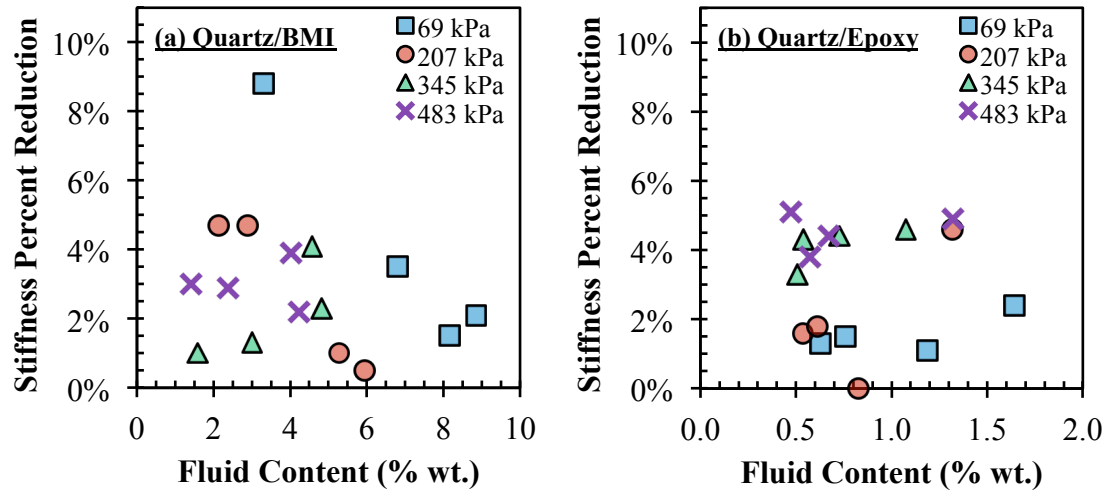 (a) Quartz/BMI
69 kPa
207 kPa
345 kPa
483 kPa
Stiffness Percent Reduction
10%
8%
6%
4%
2%
0%
0 2 4 6 8 10
Fluid Content (% wt.)
(b) Quartz/Epoxy
69 kPa
207 kPa
345 kPa
483 kPa
Stiffness Percent Reduction
10%
8%
6%
4%
2%
0%
0.0 0.5 1.0 1.5 2.0
Fluid Content (% wt.)